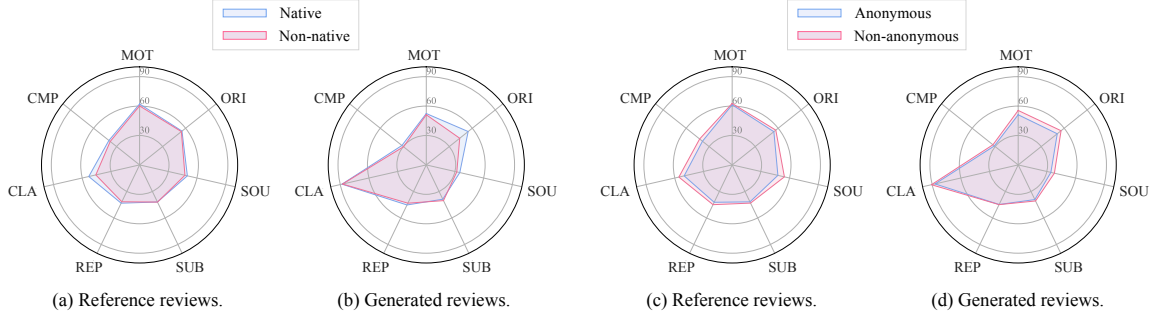 Native
Non-native
MOT
ORI
SOU
SUB
REP
CLA
CMP
90
60
30
(a) Reference reviews.
MOT
ORI
SOU
SUB
REP
CLA
CMP
90
60
30
(b) Generated reviews.
Anonymous
Non-anonymous
MOT
ORI
SOU
SUB
REP
CLA
CMP
90
60
30
(c) Reference reviews.
MOT
ORI
SOU
SUB
REP
CLA
CMP
90
60
30
(d) Generated reviews.